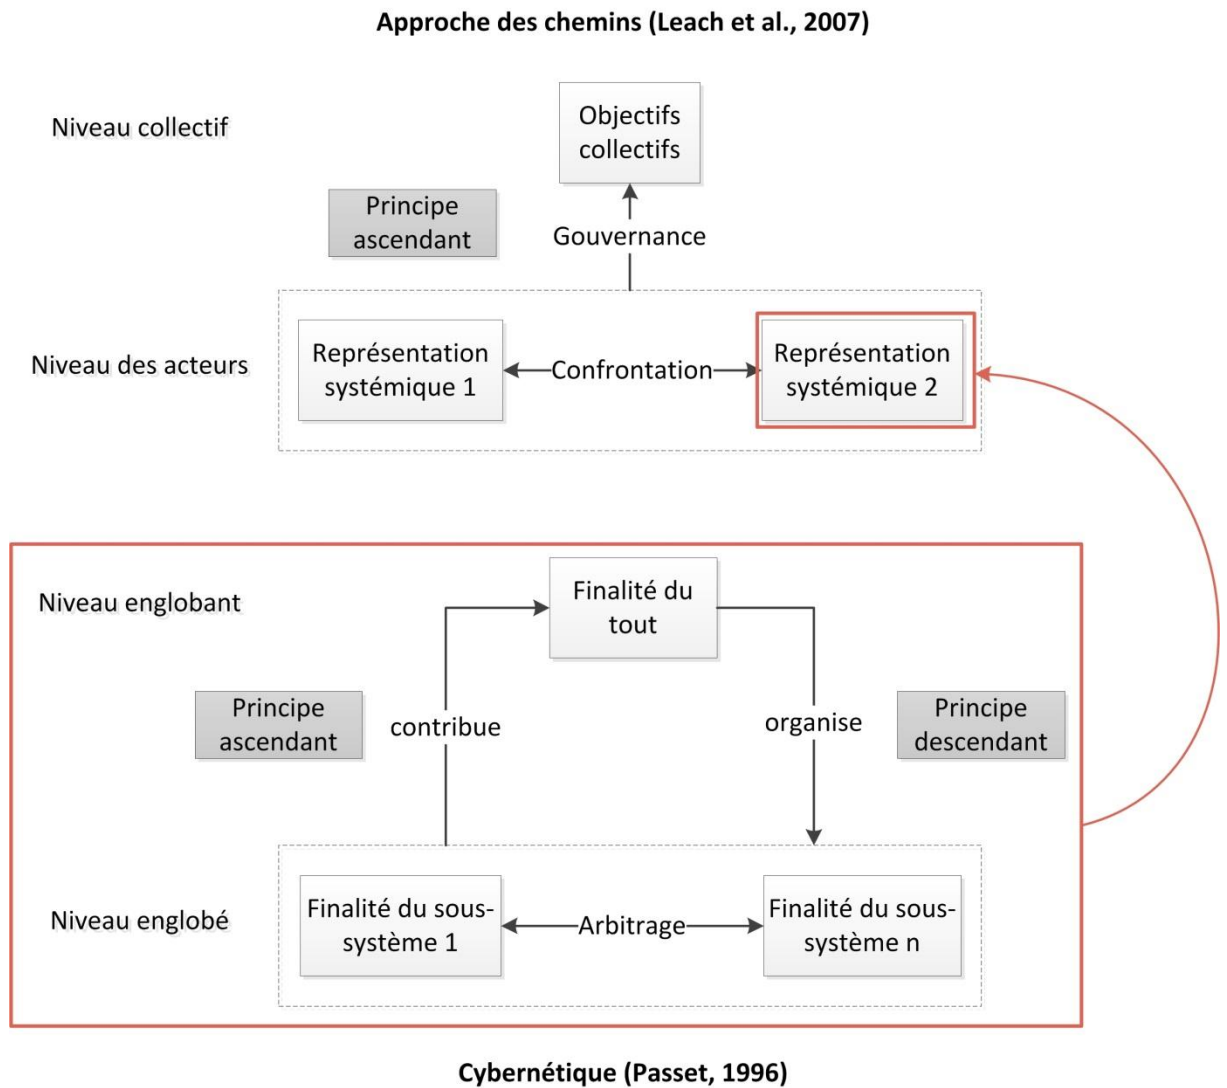 Approche des chemins (Leach et al., 2007)
Niveau collectif
Objectifs
collectifs
Principe
ascendant
Gouvernance
Niveau des acteurs
Représentation
systémique 1
Confrontation
Représentation
systémique 2
Niveau englobant
Finalité du
tout
Principe
ascendant
contribue
organise
Principe
descendant
Niveau englobé
Finalité du sous-
système 1
Arbitrage
Finalité du sous-
système n
Cybernétique (Passet, 1996)